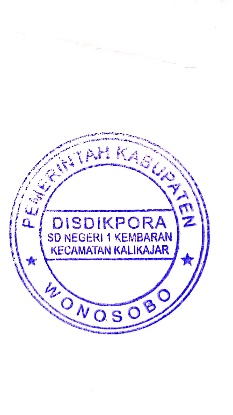 PEMERINTAH KABUPATEN
DISDIKPORA
SD NEGERI 1 KEMBARAN
KECAMATAN KALIKAJAR
WONOSOBO